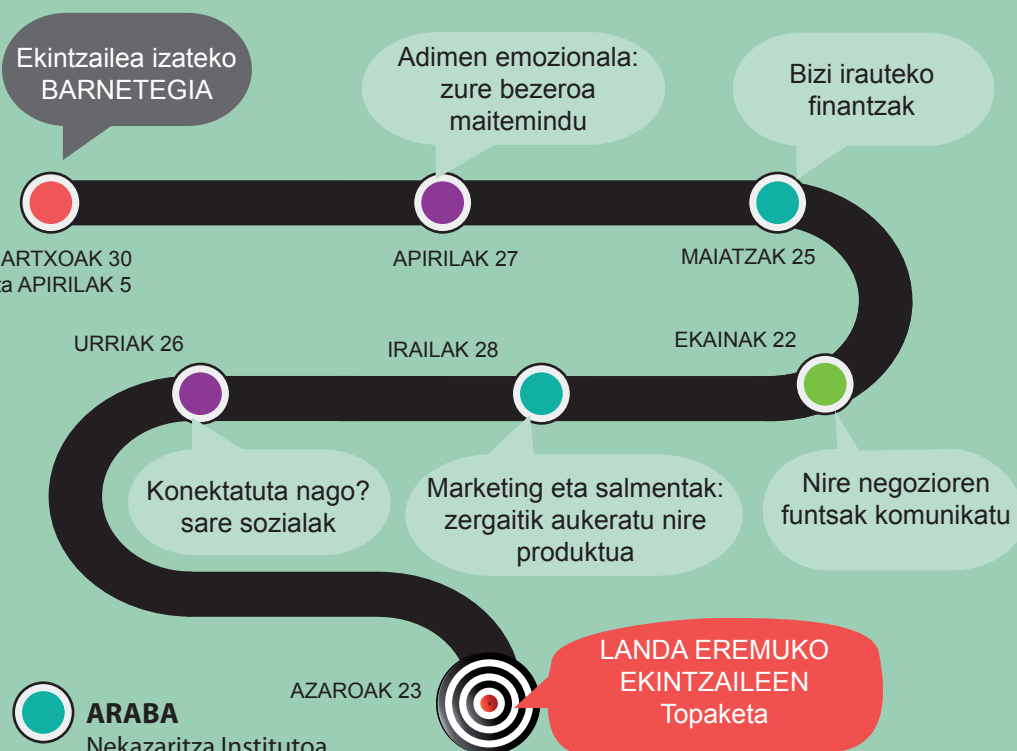 Ekintzailea izateko
BARNETEGIA
Adimen emozionala:
zure bezeroa
maitemindu
Bizi irauteko
finantzak
ARTXOAK 30
ta APIRILAK 5
APIRILAK 27
MAIATZAK 25
URRIAK 26
IRAILAK 28
EKAINAK 22
Konektatuta nago?
sare sozialak
Marketing eta salmentak:
zergaitik aukeratu nire
produktua
Nire negozioren
funtsak komunikatu
AZAROAK 23
LANDA EREMUKO
EKINTZAILEEN
Topaketa
ARABA
Nekazaritza Institutoa